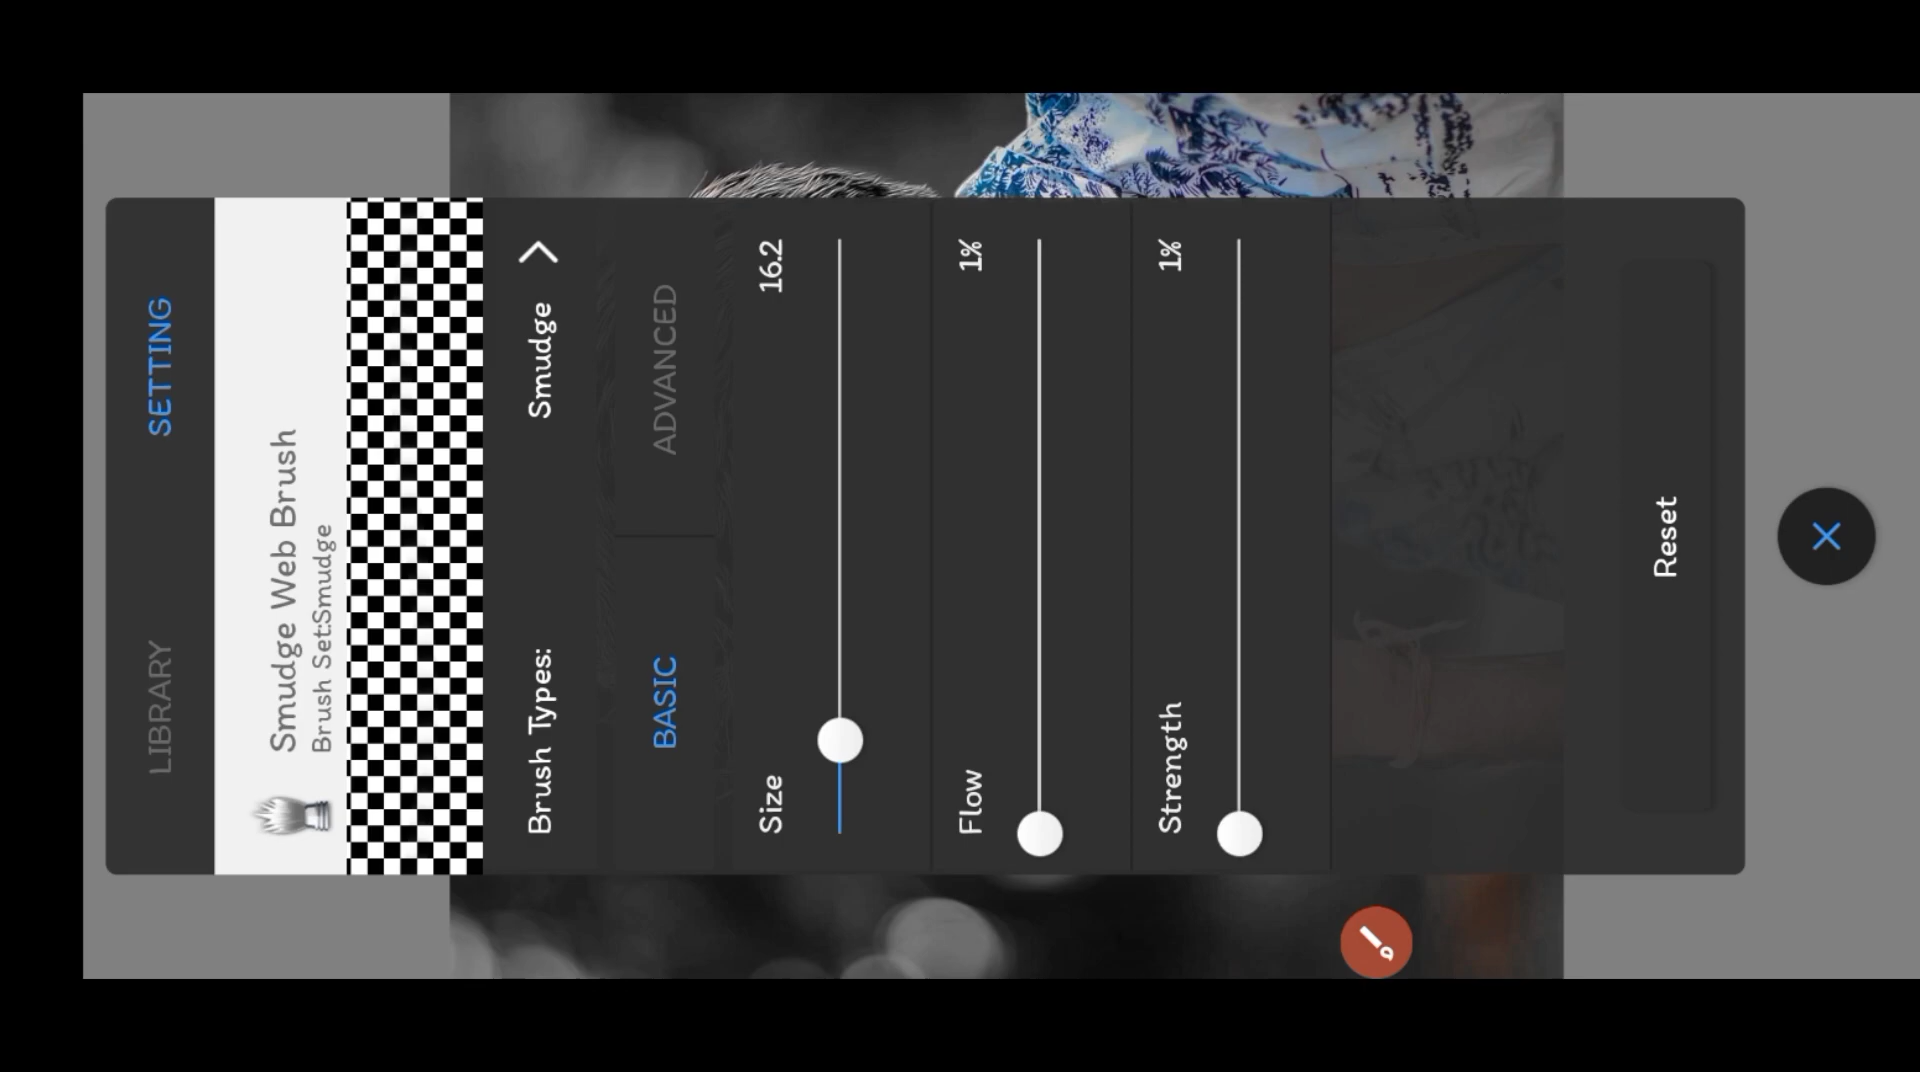 LIBRARY SETTING
Smudge Web Brush
Brush Set:Smudge
Brush Types: Smudge
BASIC ADVANCED
Size 16.2
Flow 1%
Strength 1%
Reset